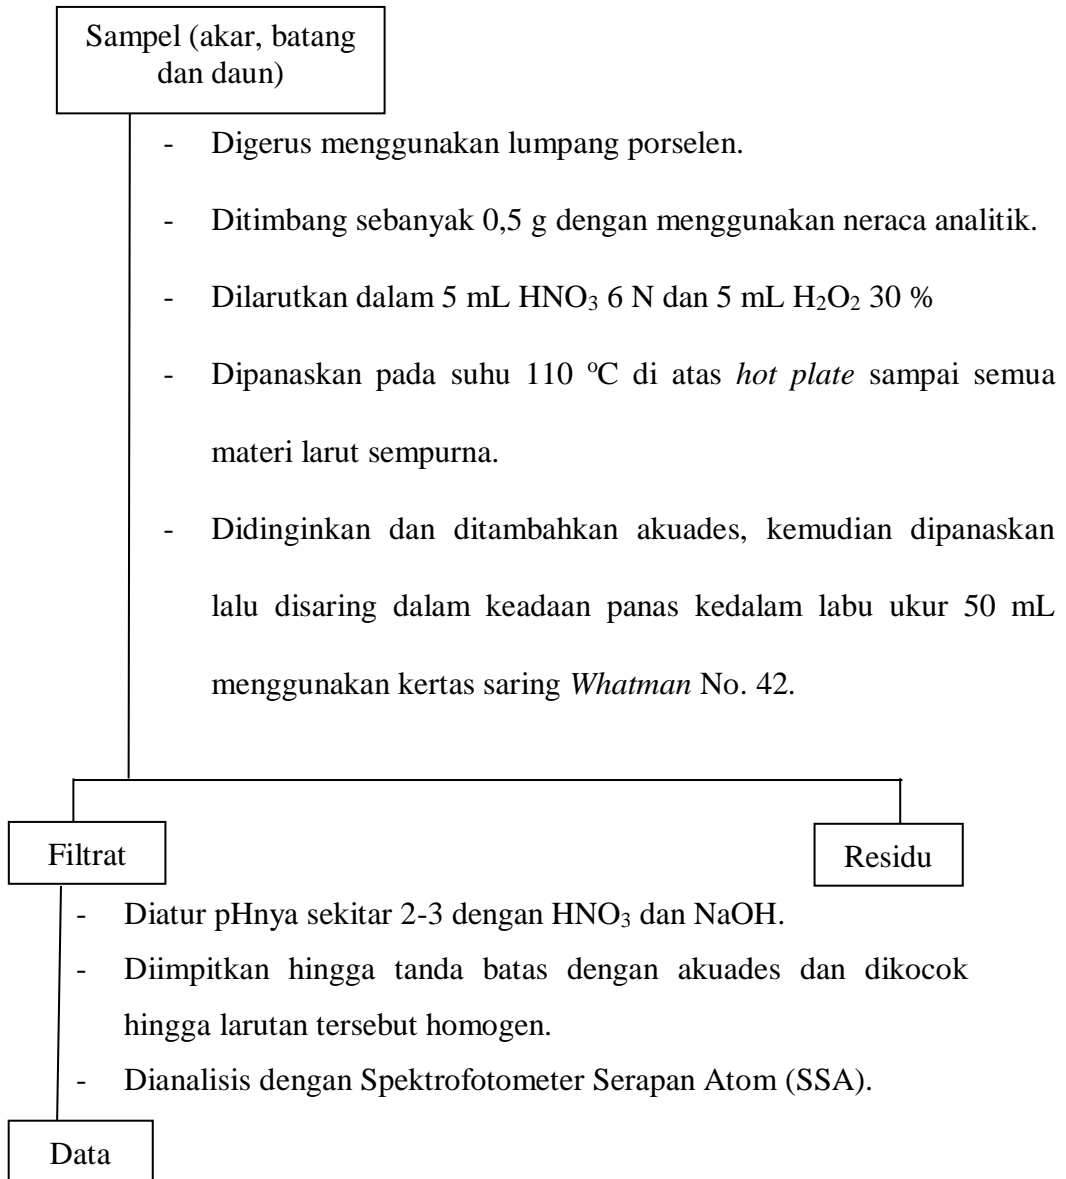 Sampel (akar, batang
dan daun)
- Digerus menggunakan lumpang porselen.
- Ditimbang sebanyak 0,5 g dengan menggunakan neraca analitik.
- Dilarutkan dalam 5 mL HNO₃ 6 N dan 5 mL H₂O₂ 30 %
- Dipanaskan pada suhu 110 ºC di atas hot plate sampai semua
materi larut sempurna.
- Didinginkan dan ditambahkan akuades, kemudian dipanaskan
lalu disaring dalam keadaan panas kedalam labu ukur 50 mL
menggunakan kertas saring Whatman No. 42.
Filtrat
Residu
- Diatur pHnya sekitar 2-3 dengan HNO₃ dan NaOH.
- Diimpitkan hingga tanda batas dengan akuades dan dikocok
hingga larutan tersebut homogen.
- Dianalisis dengan Spektrofotometer Serapan Atom (SSA).
Data